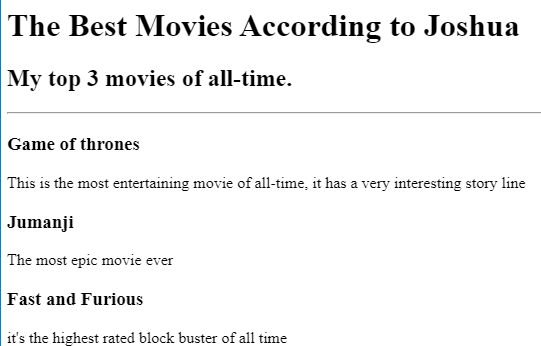 The Best Movies According to Joshua
My top 3 movies of all-time.
Game of thrones
This is the most entertaining movie of all-time, it has a very interesting story line
Jumanji
The most epic movie ever
Fast and Furious
it's the highest rated block buster of all time